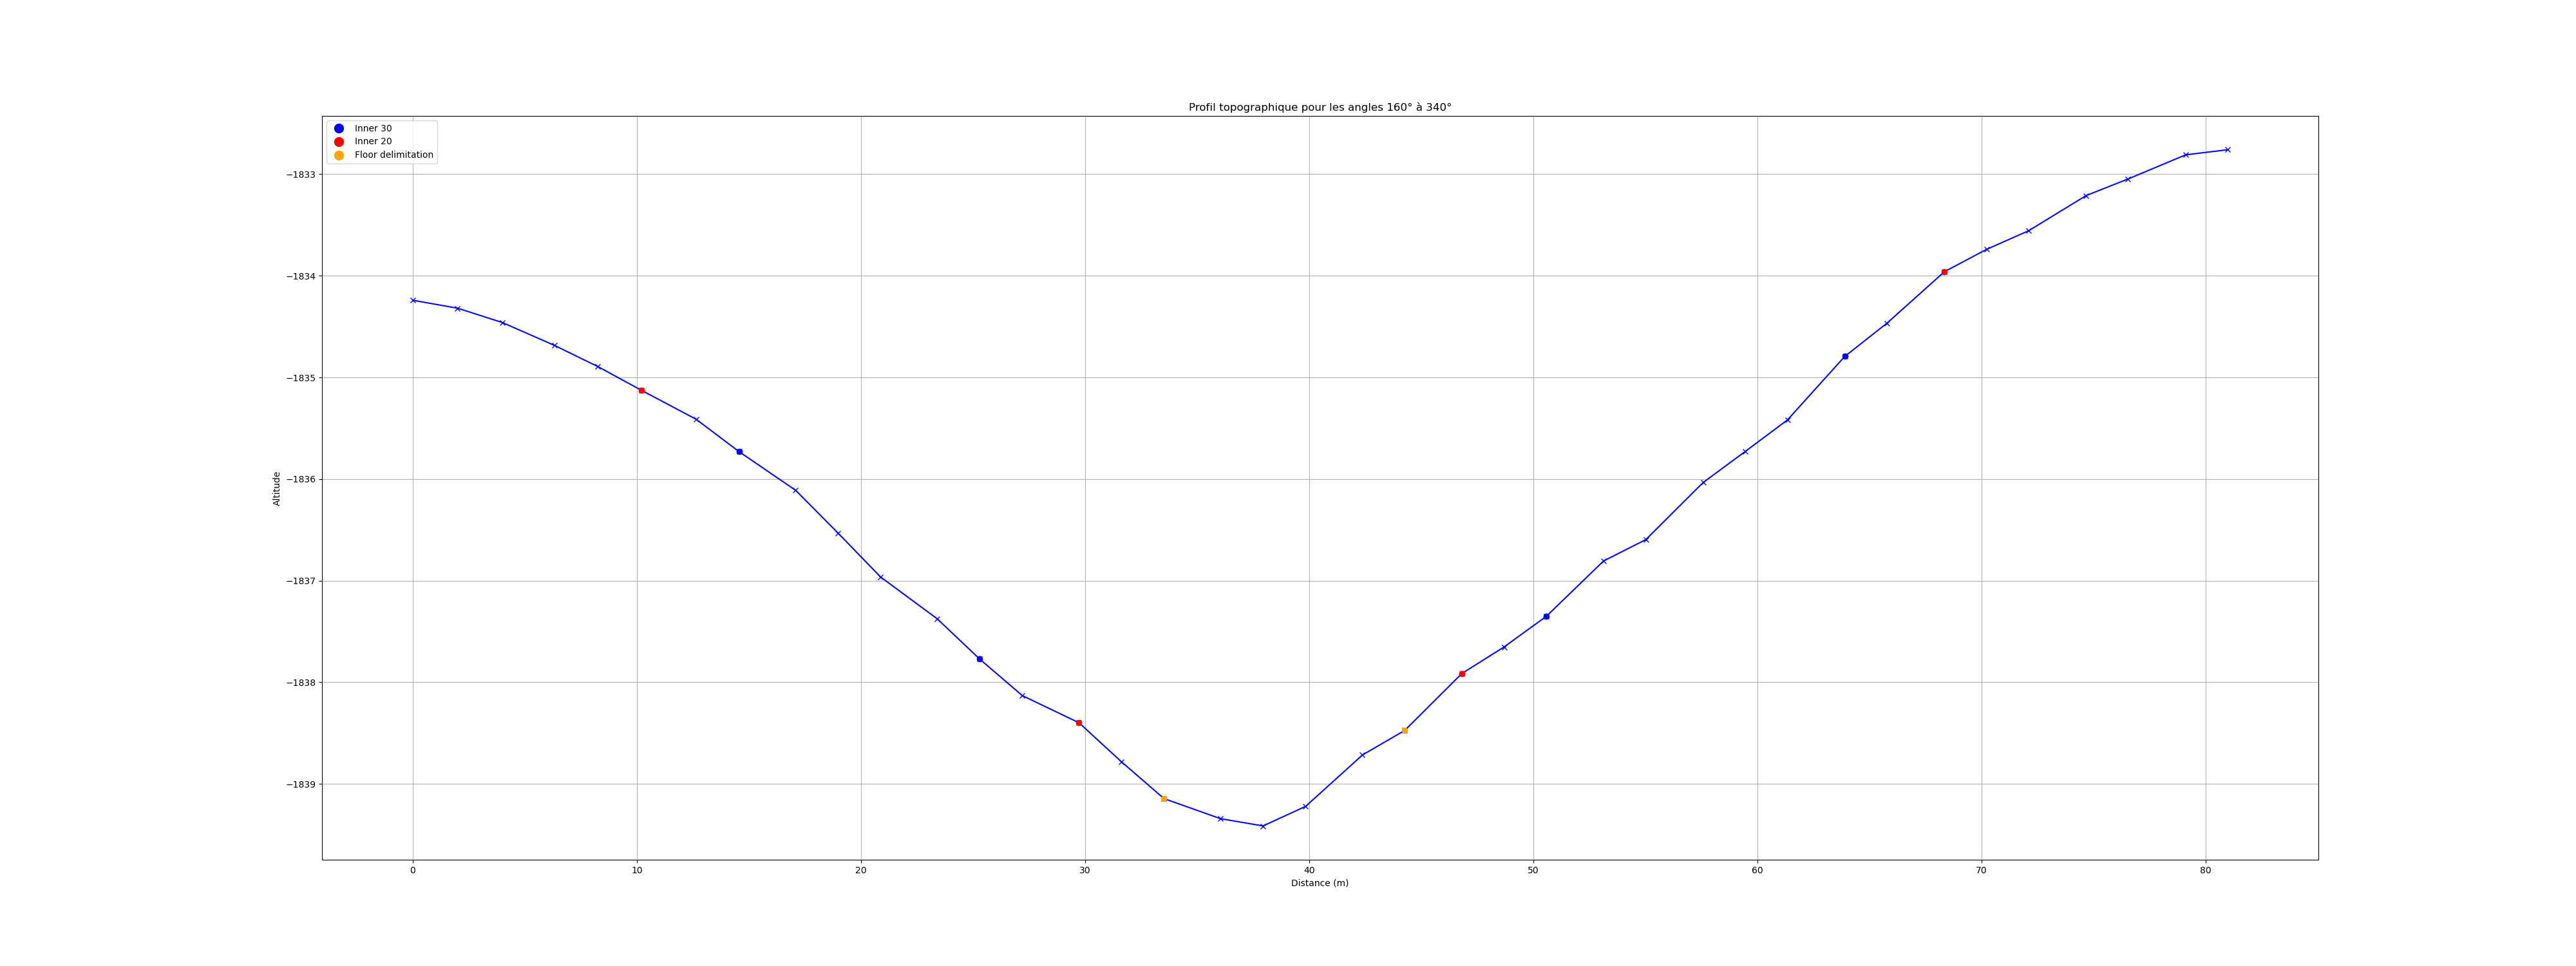 Profil topographique pour les angles 160° à 340°
Inner 30
Inner 20
Floor delimitation
−1833
−1834
−1835
−1836
−1837
−1838
−1839
Altitude
0 10 20 30 40 50 60 70 80
Distance (m)